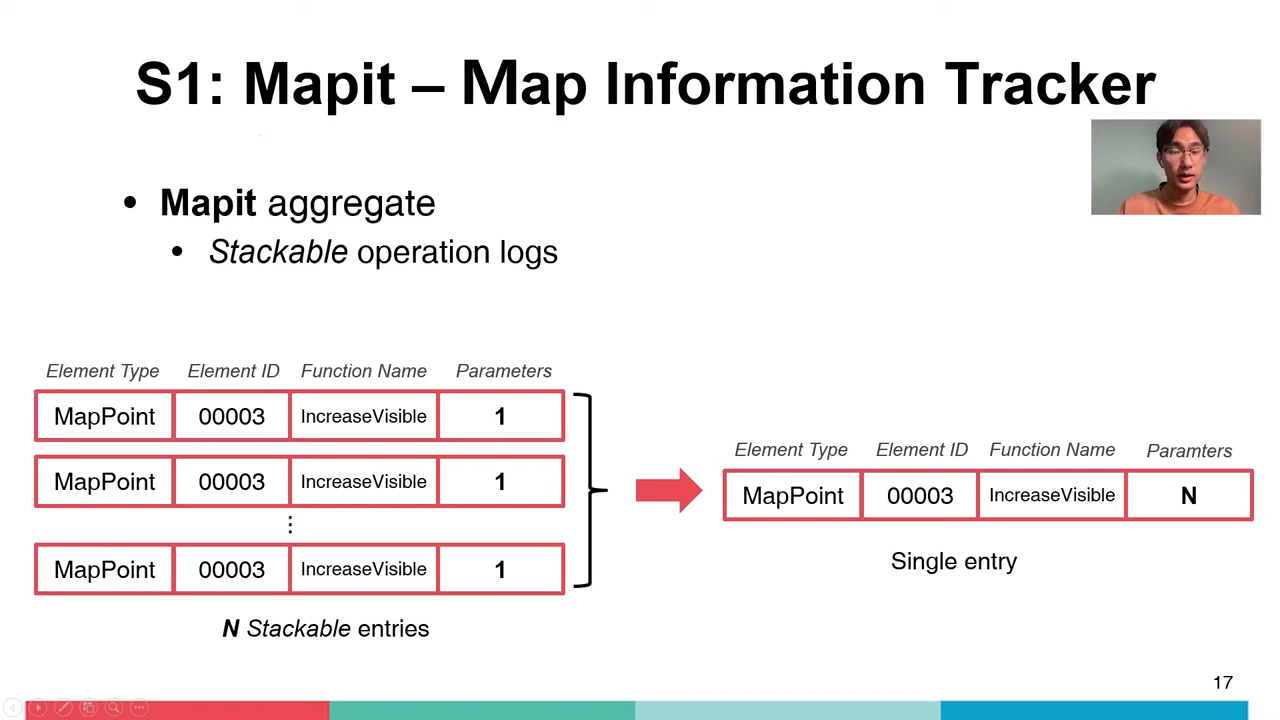 S1: Mapit – Map Information Tracker
• Mapit aggregate
• Stackable operation logs
Element Type Element ID Function Name Parameters
MapPoint 00003 IncreaseVisible 1
MapPoint 00003 IncreaseVisible 1
⋮
MapPoint 00003 IncreaseVisible 1
N Stackable entries
Element Type Element ID Function Name Paramters
MapPoint 00003 IncreaseVisible N
Single entry
17